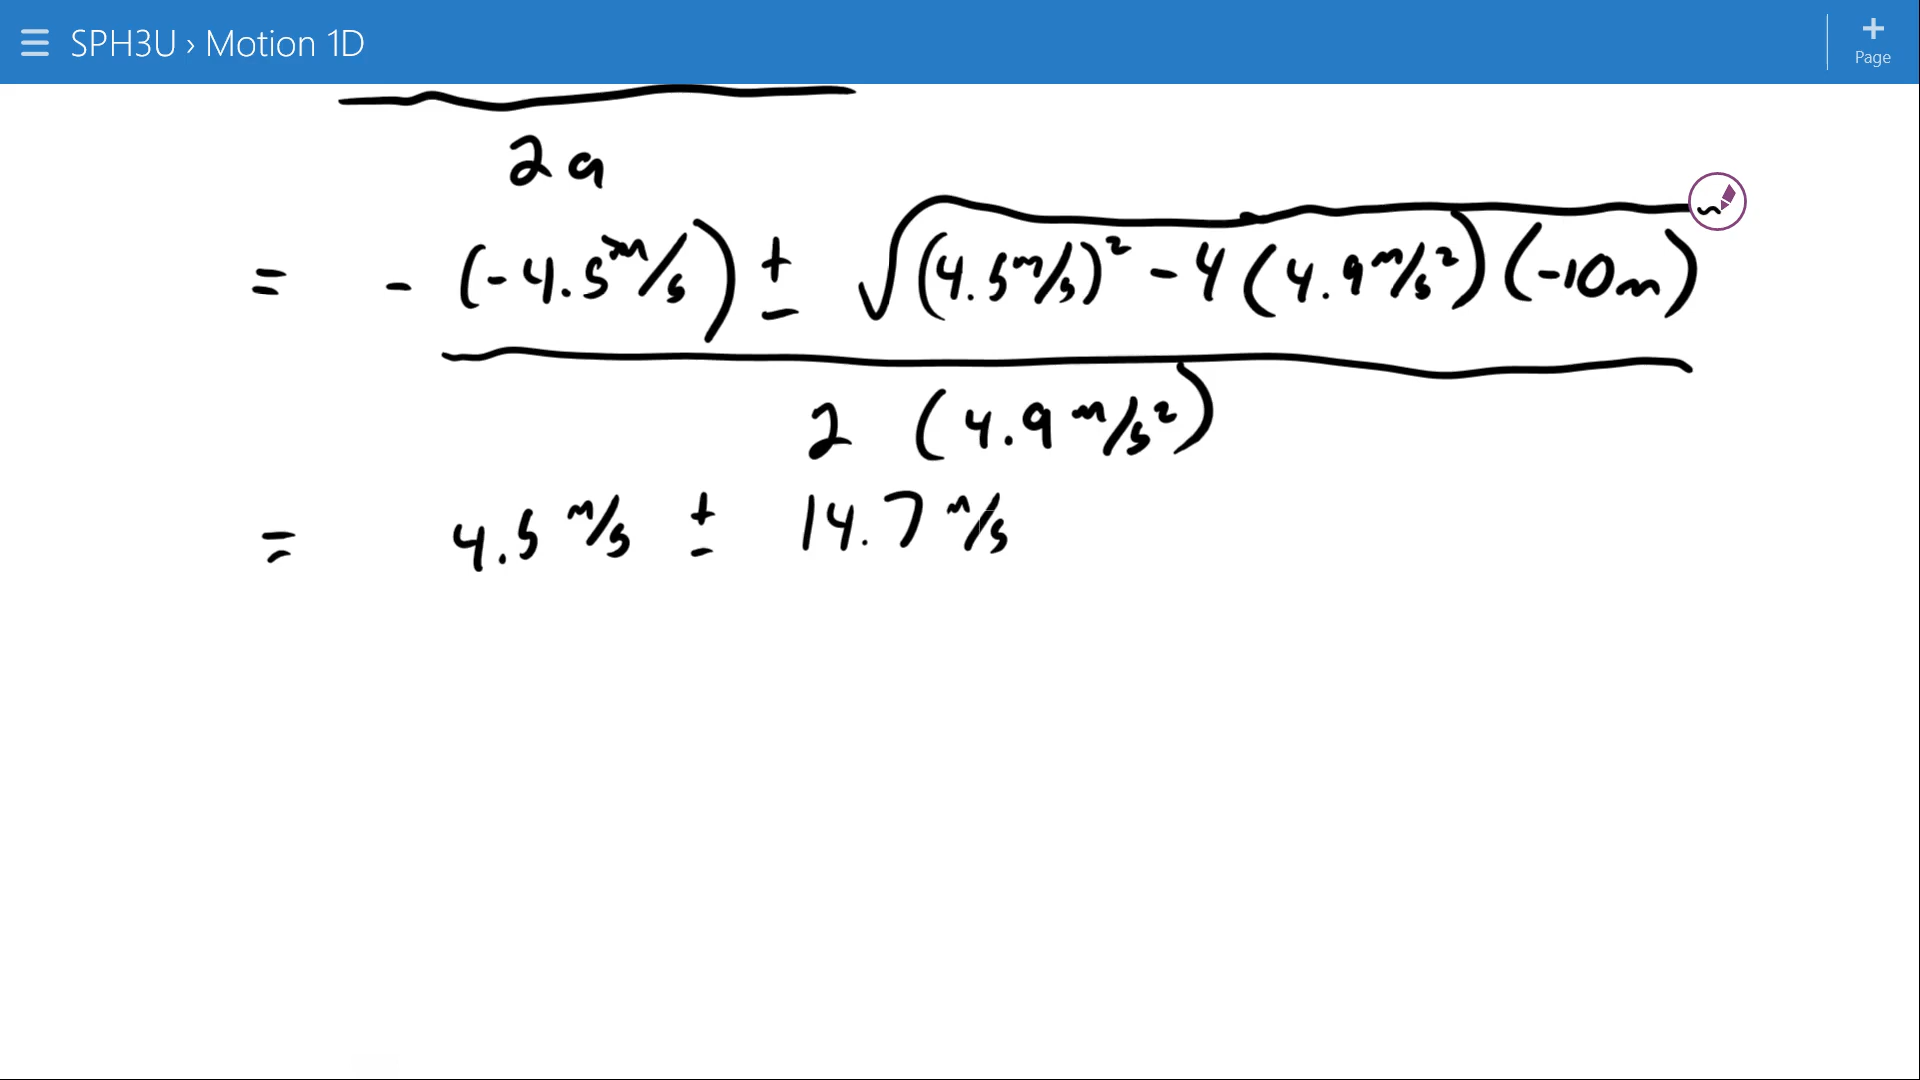 SPH3U › Motion 1D
Page
2a
= - (-4.5 m/s) ± √(4.5 m/s)² - 4 (4.9 m/s²) (-10m)
2 (4.9 m/s²)
= 4.5 m/s ± 14.7 m/s